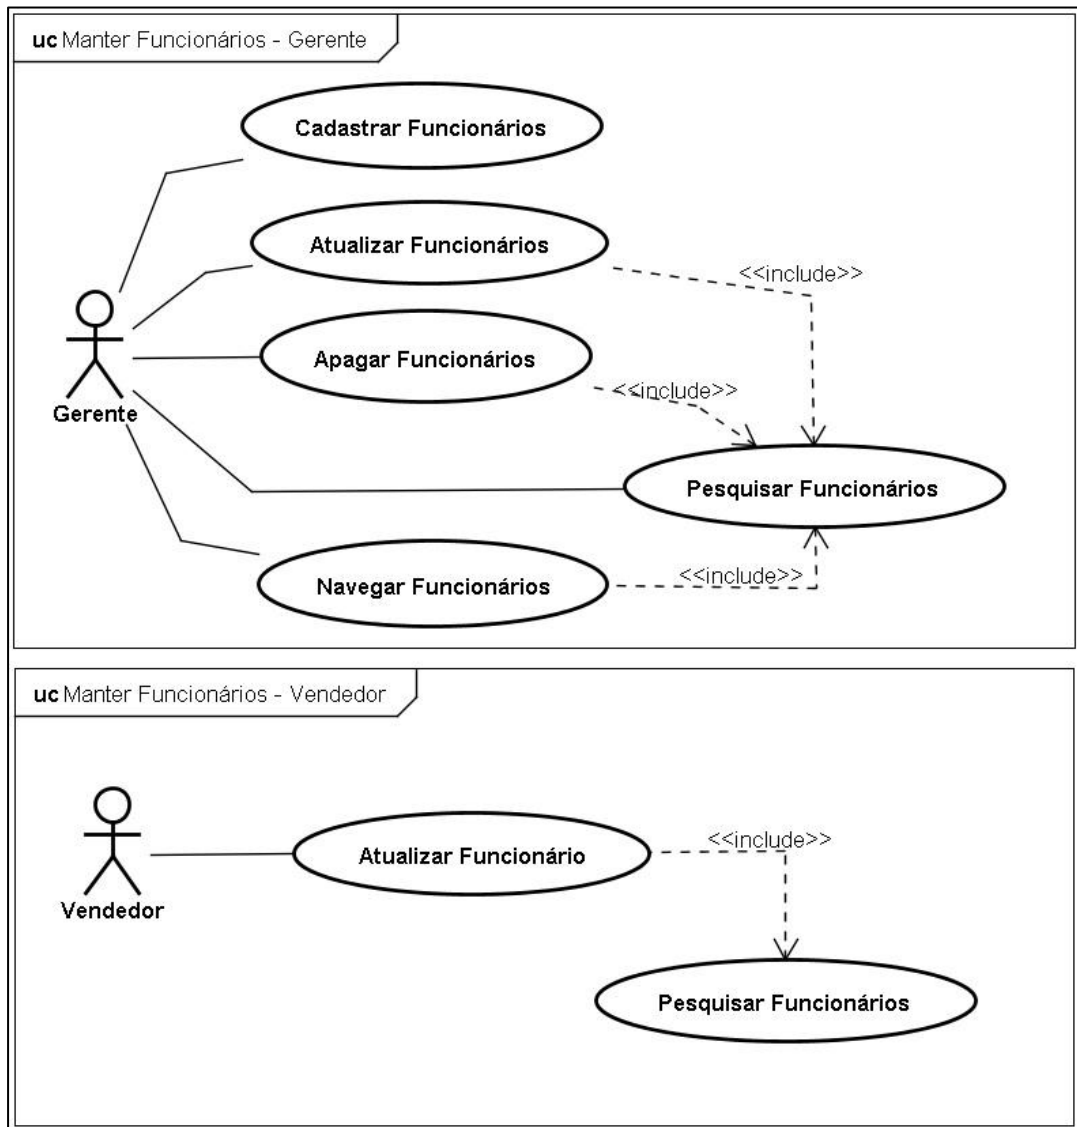 uc Manter Funcionários - Gerente
Cadastrar Funcionários
Atualizar Funcionários
<<include>>
Apagar Funcionários
<<include>>
Gerente
Pesquisar Funcionários
Navegar Funcionários
<<include>>
uc Manter Funcionários - Vendedor
<<include>>
Atualizar Funcionário
Vendedor
Pesquisar Funcionários